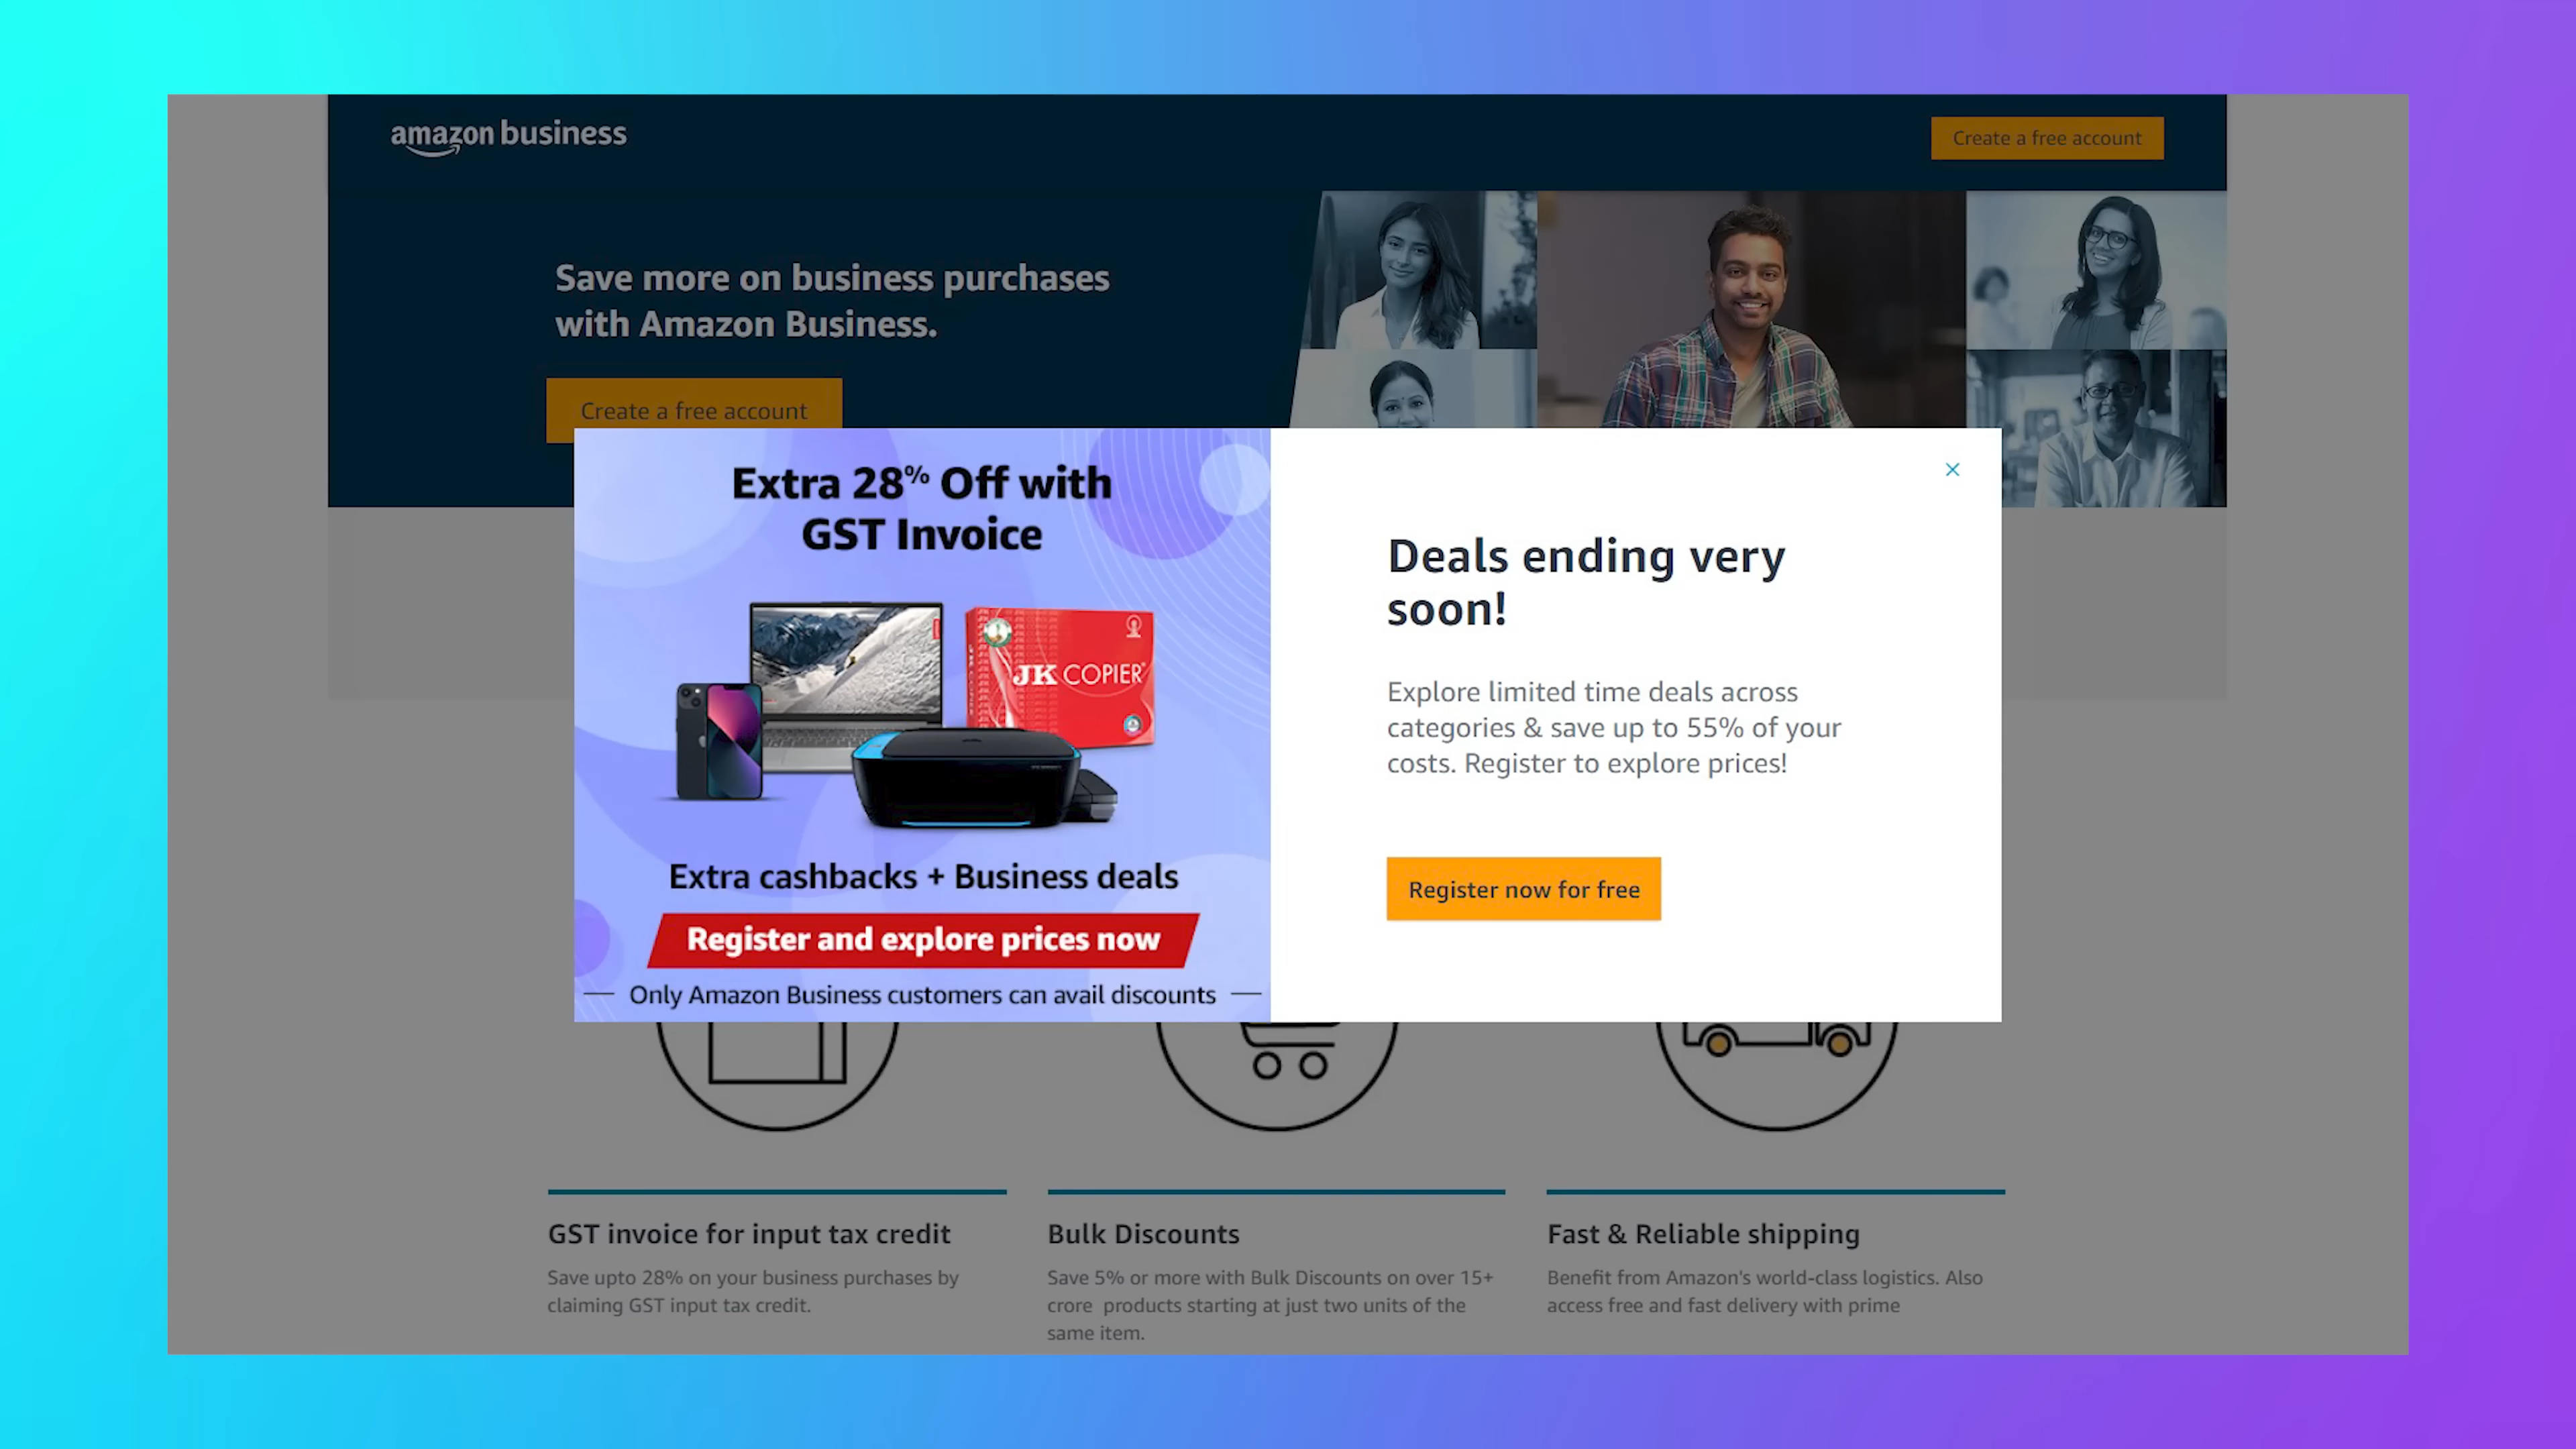 amazon business
Create a free account
Save more on business purchases
with Amazon Business.
Create a free account
Extra 28% Off with
GST Invoice
JK COPIER
Extra cashbacks + Business deals
Register and explore prices now
Only Amazon Business customers can avail discounts
Deals ending very
soon!
Explore limited time deals across
categories & save up to 55% of your
costs. Register to explore prices!
Register now for free
GST invoice for input tax credit
Save upto 28% on your business purchases by
claiming GST input tax credit.
Bulk Discounts
Save 5% or more with Bulk Discounts on over 15+
crore products starting at just two units of the
same item.
Fast & Reliable shipping
Benefit from Amazon's world-class logistics. Also
access free and fast delivery with prime